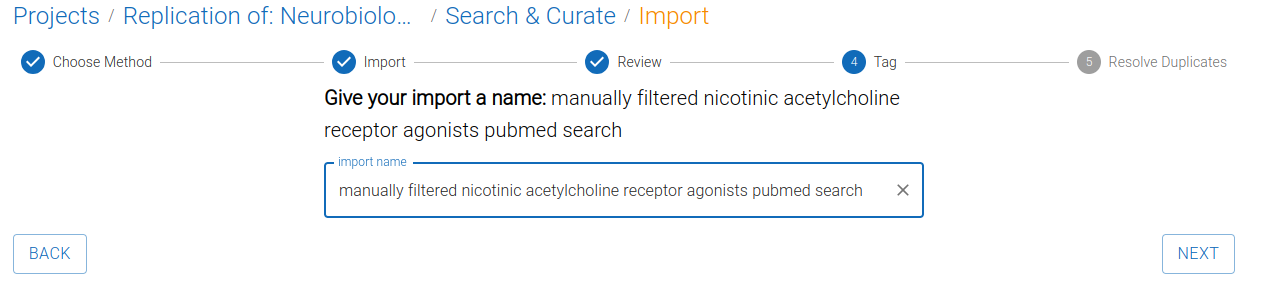 Projects / Replication of: Neurobiolo... / Search & Curate / Import
Choose Method Import Review 4 Tag 5 Resolve Duplicates
Give your import a name: manually filtered nicotinic acetylcholine
receptor agonists pubmed search
import name
manually filtered nicotinic acetylcholine receptor agonists pubmed search
BACK NEXT